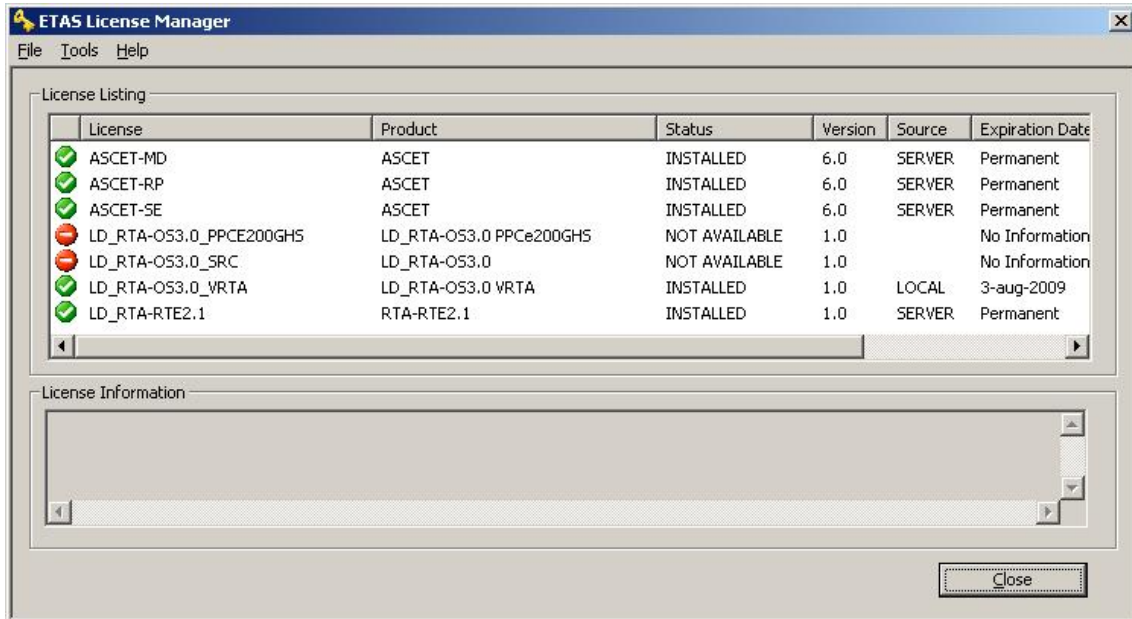 ETAS License Manager
File Tools Help
License Listing
License Product Status Version Source Expiration Date
ASCET-MD ASCET INSTALLED 6.0 SERVER Permanent
ASCET-RP ASCET INSTALLED 6.0 SERVER Permanent
ASCET-SE ASCET INSTALLED 6.0 SERVER Permanent
LD_RTA-OS3.0_PPCE200GHS LD_RTA-OS3.0 PPCe200GHS NOT AVAILABLE 1.0 No Information
LD_RTA-OS3.0_SRC LD_RTA-OS3.0 NOT AVAILABLE 1.0 No Information
LD_RTA-OS3.0_VRTA LD_RTA-OS3.0 VRTA INSTALLED 1.0 LOCAL 3-aug-2009
LD_RTA-RTE2.1 RTA-RTE2.1 INSTALLED 1.0 SERVER Permanent
License Information
Close